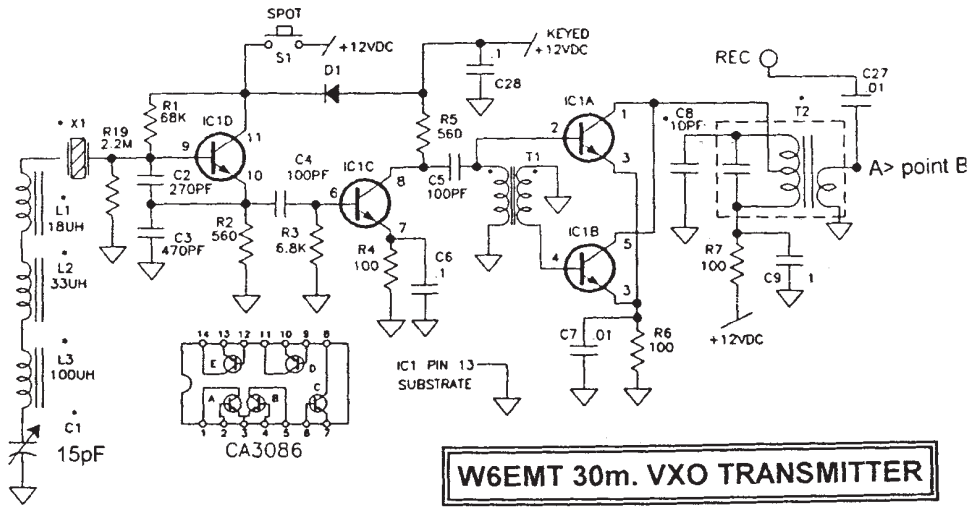 SPOT
S1
+12VDC
KEYED
+12VDC
.1
C28
REC
C27
.01
D1
R1
68K
* X1
R19
2.2M
IC1D
9
11
10
C2
270PF
C3
470PF
R2
560
C4
100PF
R3
6.8K
IC1C
6
8
7
R4
100
C6
.1
R5
560
C5
100PF
T1
IC1A
2
1
3
IC1B
4
5
3
C7
.01
R6
100
C8
* 10PF
*
T2
A> point B
R7
100
C9
.1
+12VDC
*
L1
18UH
*
L2
33UH
*
L3
100UH
*
C1
15pF
14 13 12 11 10 9 8
E
D
C
A
B
1 2 3 4 5 6 7
CA3086
IC1 PIN 13
SUBSTRATE
W6EMT 30m. VXO TRANSMITTER